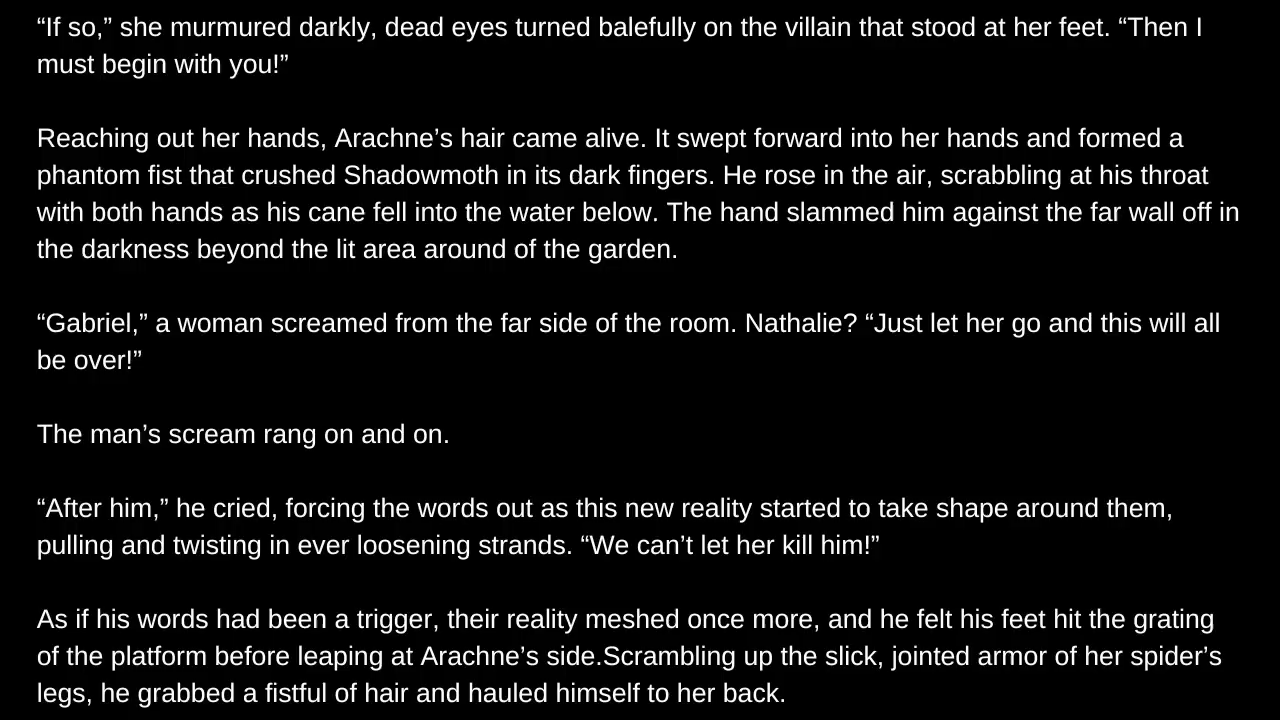 “If so,” she murmured darkly, dead eyes turned balefully on the villain that stood at her feet. “Then I
must begin with you!”
Reaching out her hands, Arachne’s hair came alive. It swept forward into her hands and formed a
phantom fist that crushed Shadowmoth in its dark fingers. He rose in the air, scrabbling at his throat
with both hands as his cane fell into the water below. The hand slammed him against the far wall off in
the darkness beyond the lit area around of the garden.
“Gabriel,” a woman screamed from the far side of the room. Nathalie? “Just let her go and this will all
be over!”
The man’s scream rang on and on.
“After him,” he cried, forcing the words out as this new reality started to take shape around them,
pulling and twisting in ever loosening strands. “We can’t let her kill him!”
As if his words had been a trigger, their reality meshed once more, and he felt his feet hit the grating
of the platform before leaping at Arachne’s side.Scrambling up the slick, jointed armor of her spider’s
legs, he grabbed a fistful of hair and hauled himself to her back.